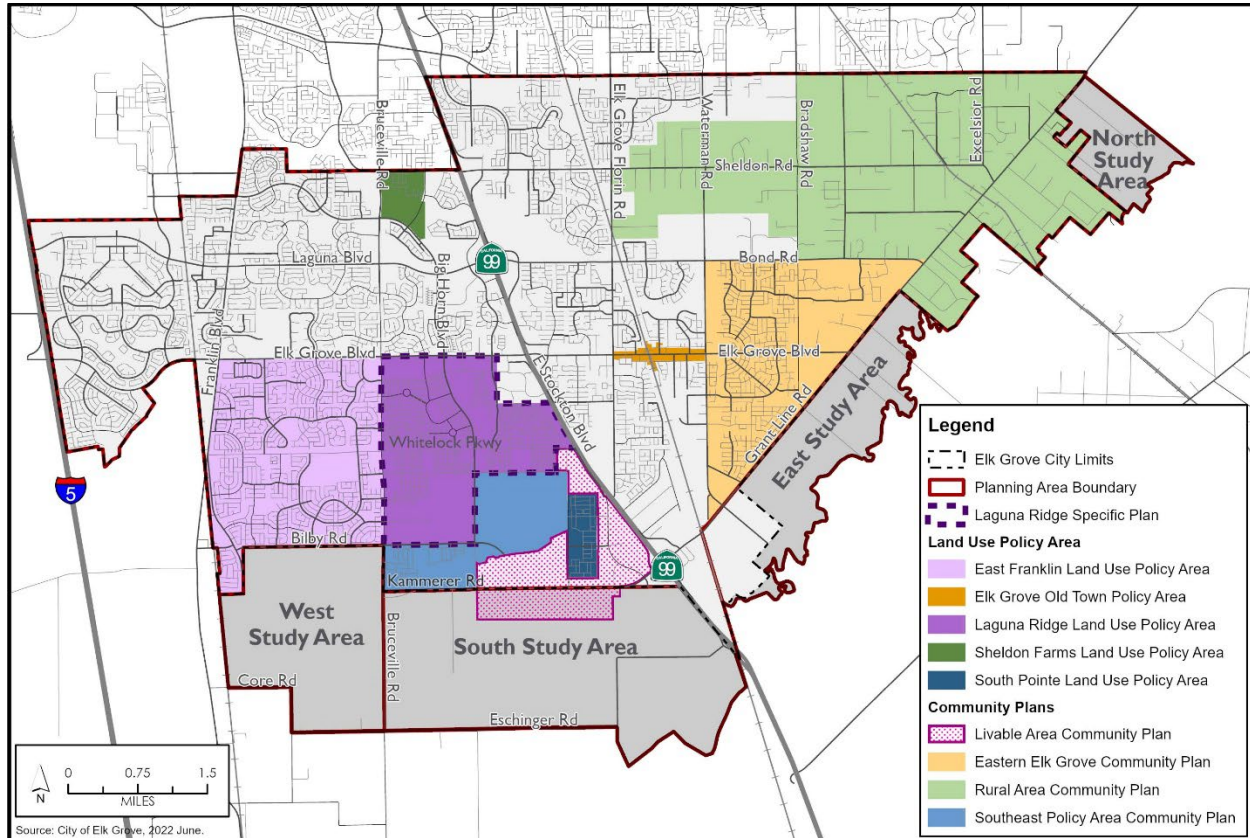 Bruceville Rd
Elk Grove Florin Rd
Waterman Rd
Bradshaw Rd
Excelsior Rd
North
Study
Area
Sheldon Rd
CALIFORNIA
99
Laguna Blvd
Big Horn Blvd
Bond Rd
Franklin Blvd
Elk Grove Blvd
E Stockton Blvd
Elk Grove Blvd
Grant Line Rd
East Study Area
Whitelock Pkwy
5
Bilby Rd
CALIFORNIA
99
Kammerer Rd
West
Study Area
Bruceville Rd
South Study Area
Core Rd
Eschinger Rd
Legend
Elk Grove City Limits
Planning Area Boundary
Laguna Ridge Specific Plan
Land Use Policy Area
East Franklin Land Use Policy Area
Elk Grove Old Town Policy Area
Laguna Ridge Land Use Policy Area
Sheldon Farms Land Use Policy Area
South Pointe Land Use Policy Area
Community Plans
Livable Area Community Plan
Eastern Elk Grove Community Plan
Rural Area Community Plan
Southeast Policy Area Community Plan
N
0 0.75 1.5
MILES
Source: City of Elk Grove, 2022 June.